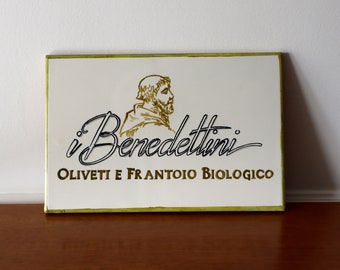 i Benedettini
OLIVETI E FRANTOIO BIOLOGICO